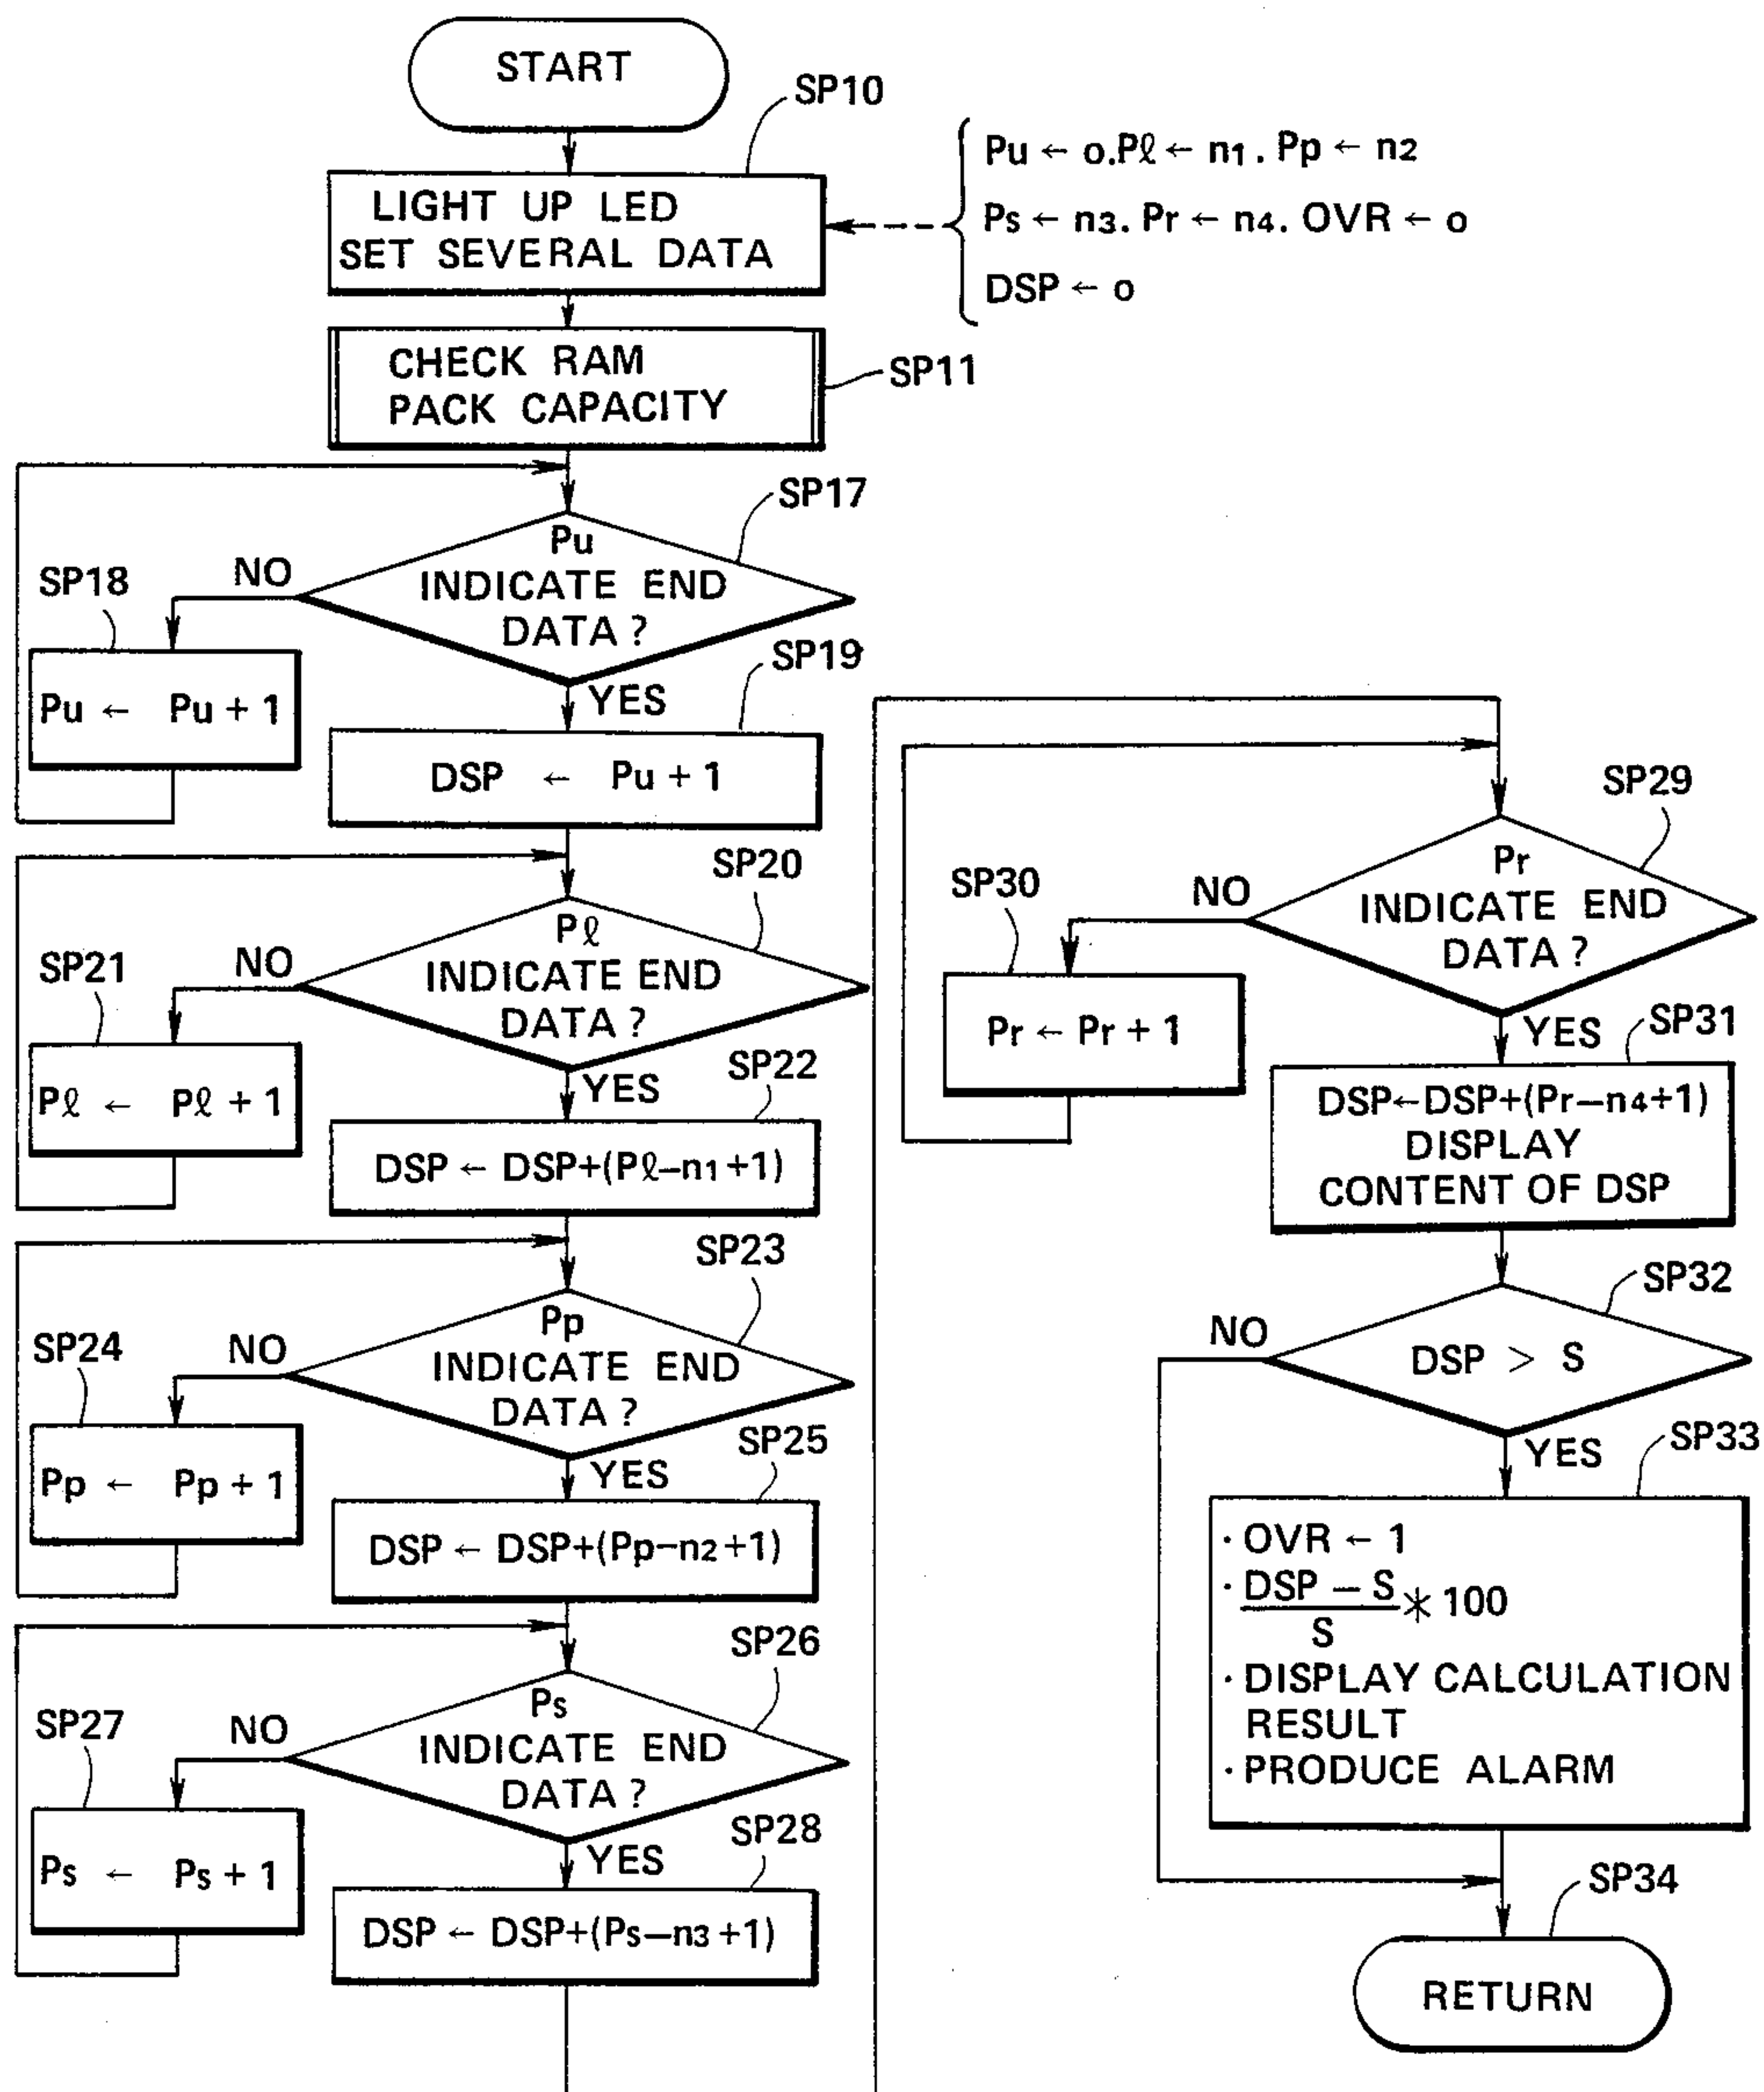 START
SP10
LIGHT UP LED
SET SEVERAL DATA
Pu ← o.Pℓ ← n1. Pp ← n2
Ps ← n3. Pr ← n4. OVR ← o
DSP ← o
CHECK RAM
PACK CAPACITY
SP11
SP17
Pu
INDICATE END
DATA?
NO
SP18
Pu ← Pu + 1
YES
SP19
DSP ← Pu + 1
SP20
Pℓ
INDICATE END
DATA?
NO
SP21
Pℓ ← Pℓ + 1
YES
SP22
DSP ← DSP+(Pℓ−n1+1)
SP23
Pp
INDICATE END
DATA?
NO
SP24
Pp ← Pp + 1
YES
SP25
DSP ← DSP+(Pp−n2+1)
SP26
Ps
INDICATE END
DATA?
NO
SP27
Ps ← Ps + 1
YES
SP28
DSP ← DSP+(Ps−n3+1)
SP29
Pr
INDICATE END
DATA?
NO
SP30
Pr ← Pr + 1
YES
SP31
DSP←DSP+(Pr−n4+1)
DISPLAY
CONTENT OF DSP
SP32
DSP > S
NO
YES
SP33
· OVR ← 1
· DSP − S
S
* 100
· DISPLAY CALCULATION
RESULT
· PRODUCE ALARM
SP34
RETURN